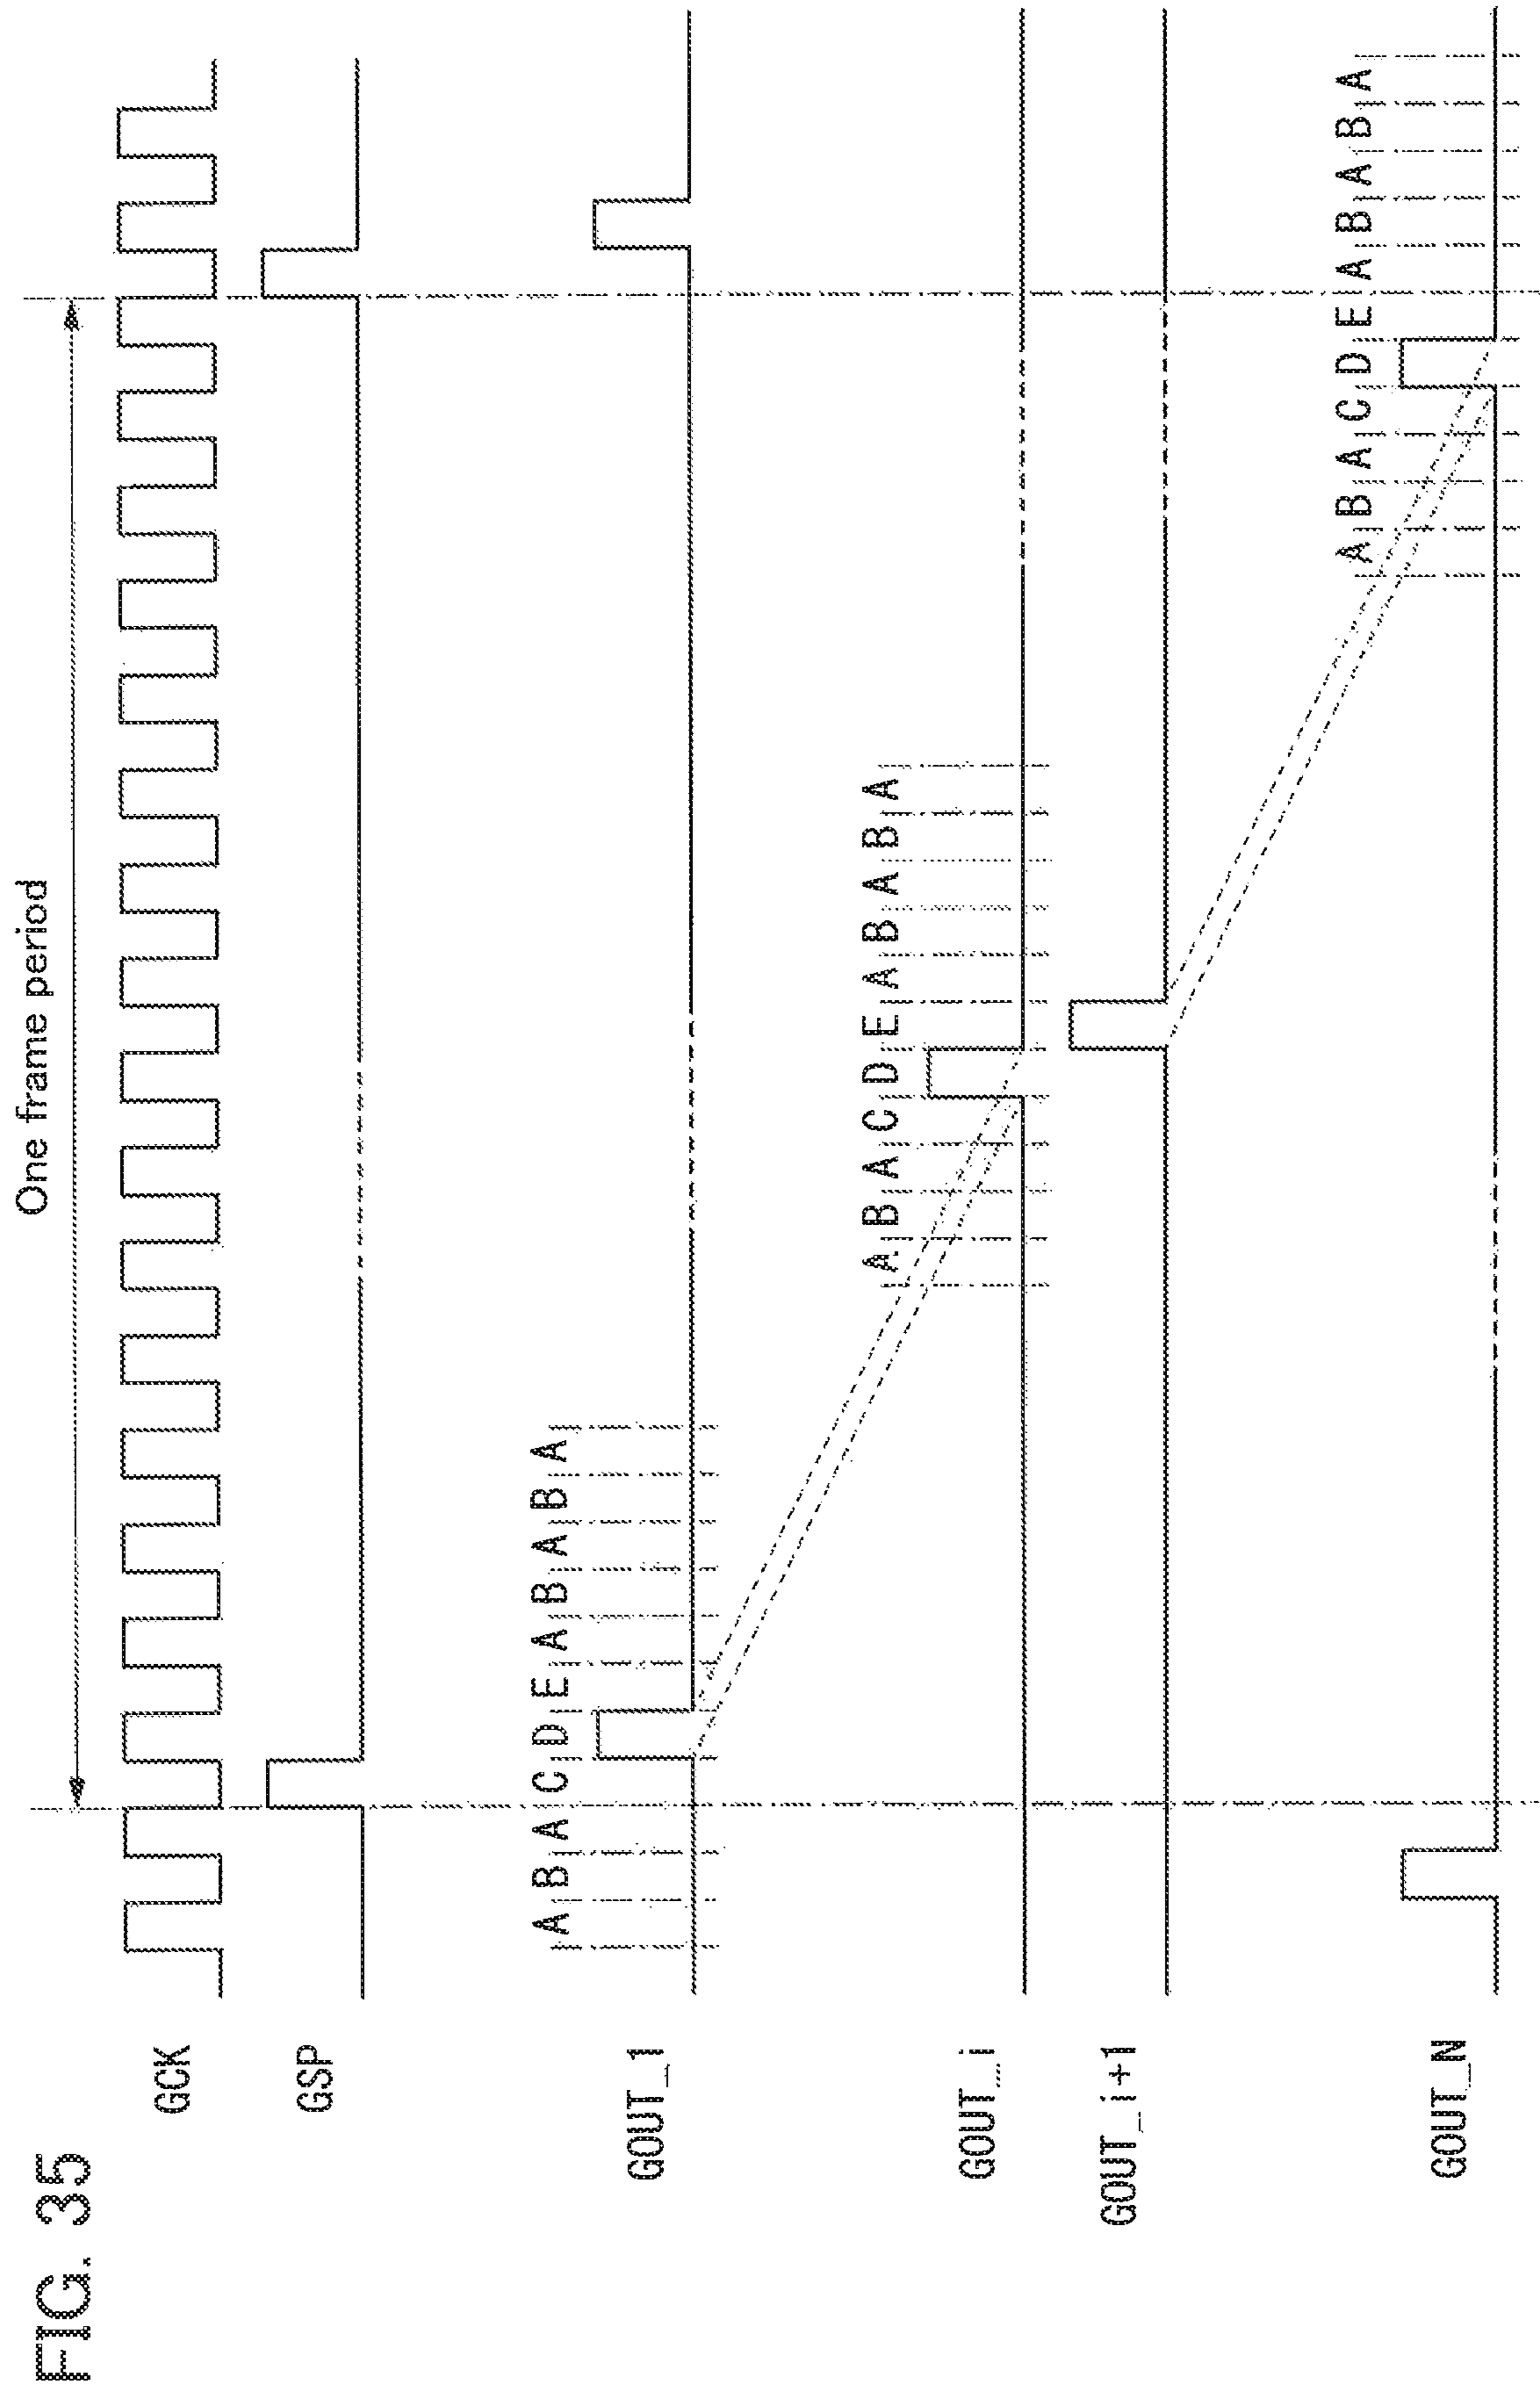 FIG. 35
One frame period
GCK
GSP
A B A C D E A B A B A
GOUT_1
A B A C D E A B A B A
GOUT_i
GOUT_i+1
A B A C D E A B A B A
GOUT_N